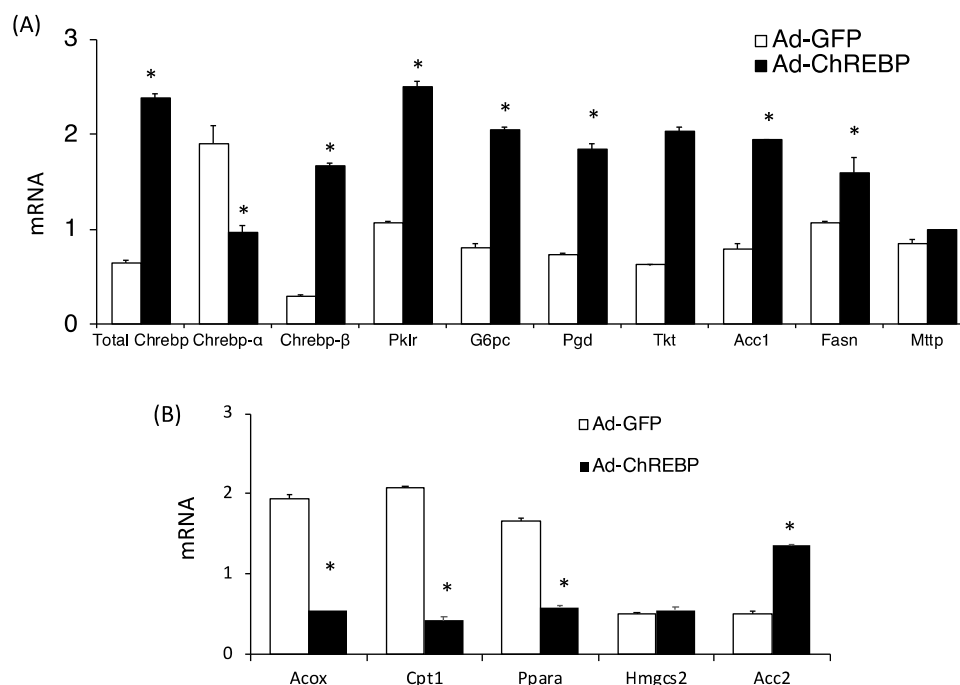 (A)
3
2
1
0
mRNA
Ad-GFP
Ad-ChREBP
* * * * * * * *
Total Chrebp Chrebp-α Chrebp-β Pklr G6pc Pgd Tkt Acc1 Fasn Mttp
(B)
3
2
1
0
mRNA
Ad-GFP
Ad-ChREBP
* * * *
Acox Cpt1 Ppara Hmgcs2 Acc2